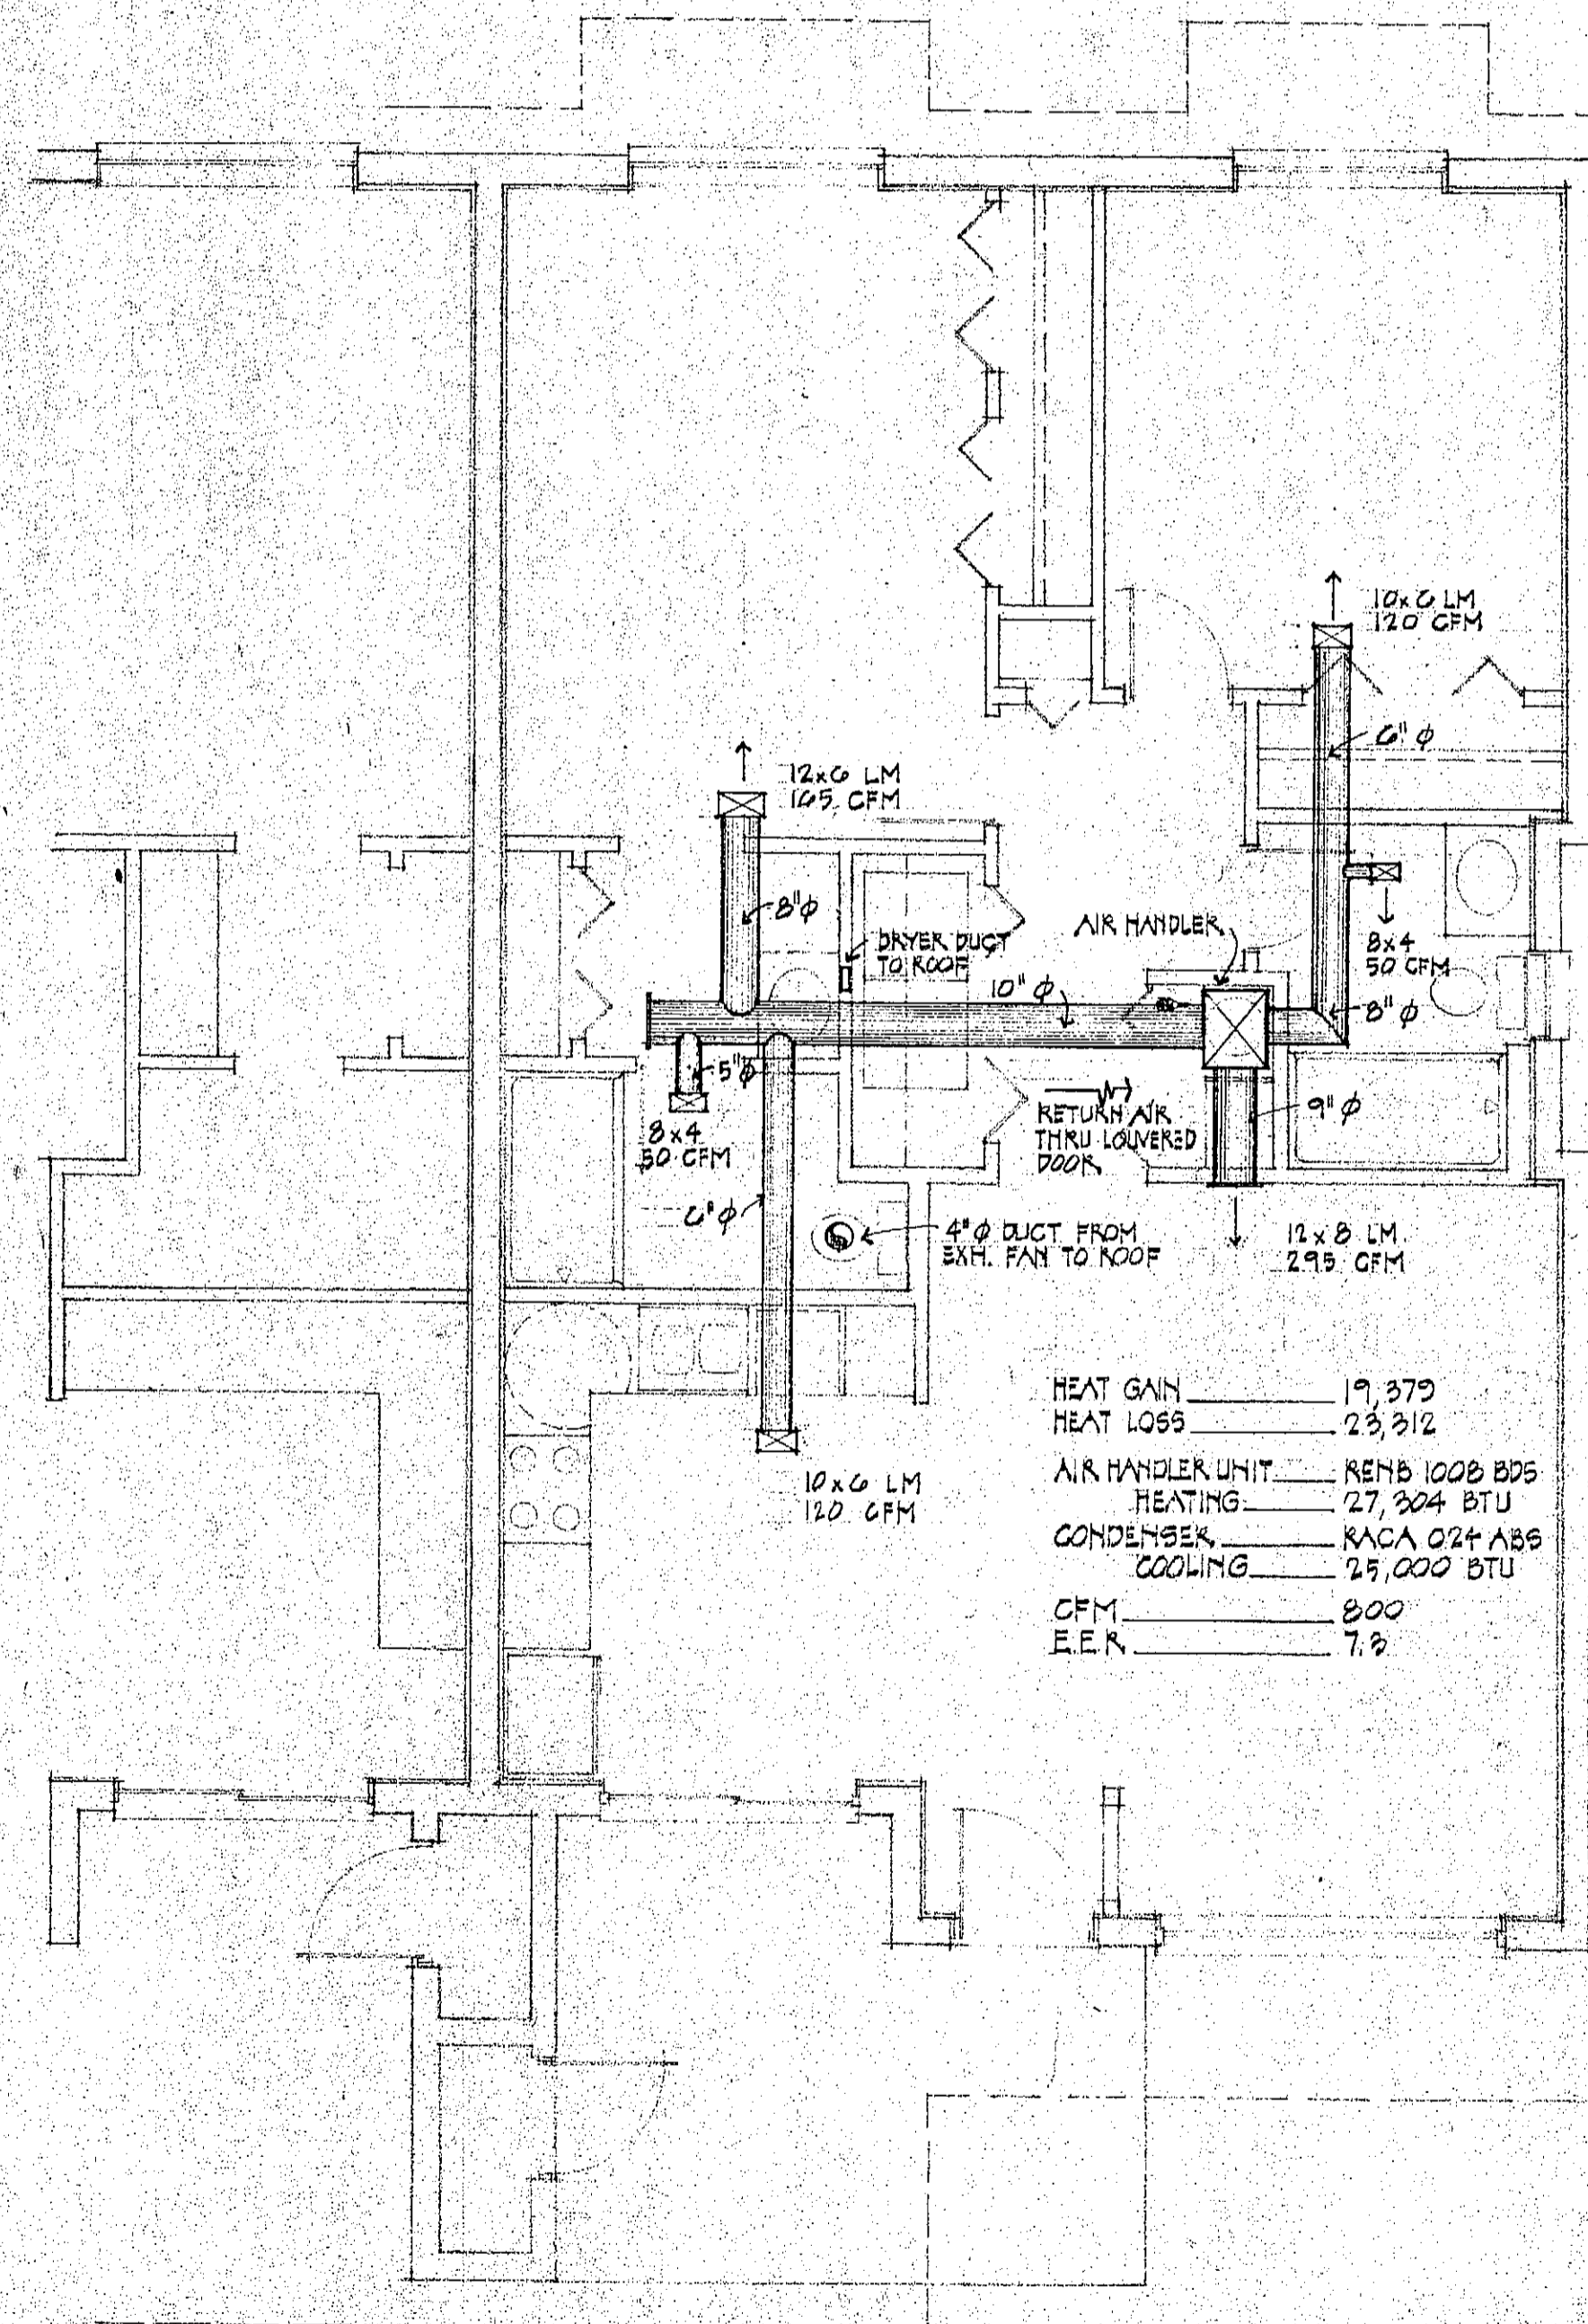 10x6 LM
120 CFM
6"φ
12x6 LM
165 CFM
8"φ
DRYER DUCT
TO ROOF
AIR HANDLER
8x4
50 CFM
10"φ
8"φ
5"φ
RETURN AIR
THRU LOUVERED
DOOR
9"φ
8x4
50 CFM
6"φ
4"φ DUCT FROM
EXH. FAN TO ROOF
12x8 LM
295 CFM
HEAT GAIN 19,379
HEAT LOSS 23,312
AIR HANDLER UNIT RENB 1008 BDS
HEATING 27,304 BTU
CONDENSER RACA 024 ABS
COOLING 25,000 BTU
CFM 800
E.E.R 7.3
10x6 LM
120 CFM